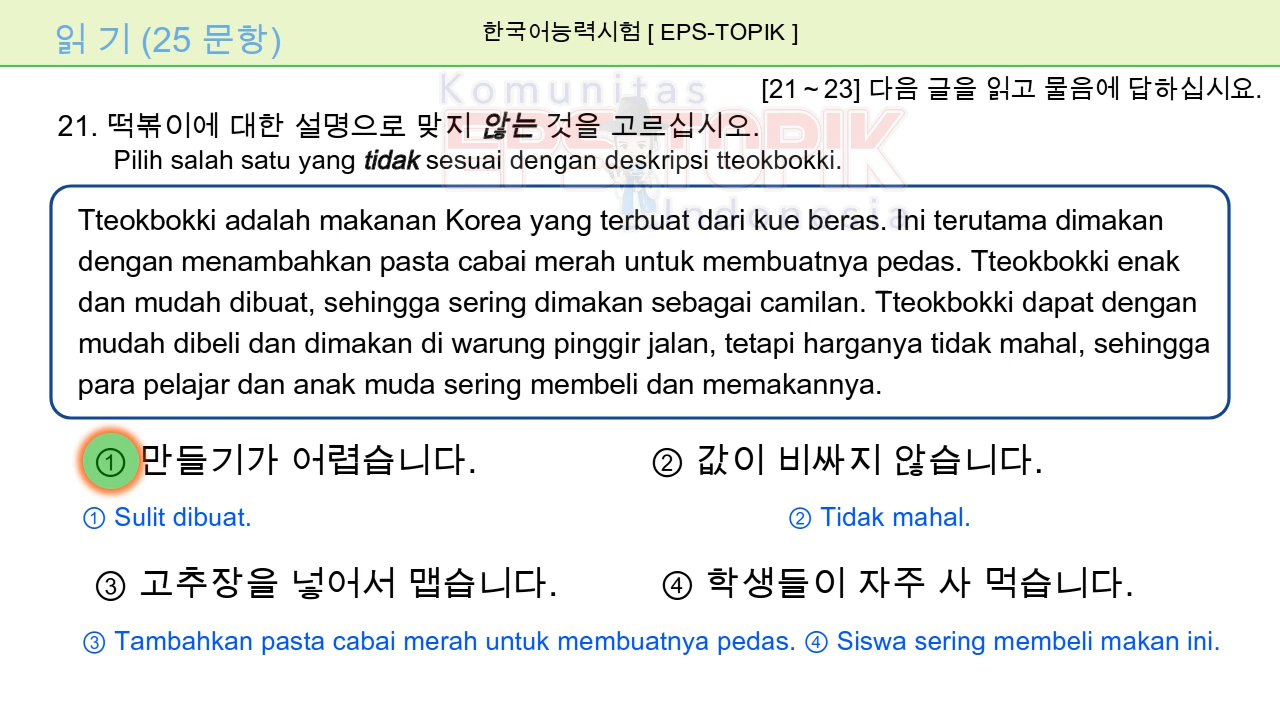 읽 기 (25 문항)
한국어능력시험 [ EPS-TOPIK ]
Komunitas
EPS TOPIK
Indonesia
[21 ~ 23] 다음 글을 읽고 물음에 답하십시요.
21. 떡볶이에 대한 설명으로 맞지 않는 것을 고르십시오.
Pilih salah satu yang tidak sesuai dengan deskripsi tteokbokki.
Tteokbokki adalah makanan Korea yang terbuat dari kue beras. Ini terutama dimakan
dengan menambahkan pasta cabai merah untuk membuatnya pedas. Tteokbokki enak
dan mudah dibuat, sehingga sering dimakan sebagai camilan. Tteokbokki dapat dengan
mudah dibeli dan dimakan di warung pinggir jalan, tetapi harganya tidak mahal, sehingga
para pelajar dan anak muda sering membeli dan memakannya.
① 만들기가 어렵습니다. ② 값이 비싸지 않습니다.
① Sulit dibuat. ② Tidak mahal.
③ 고추장을 넣어서 맵습니다. ④ 학생들이 자주 사 먹습니다.
③ Tambahkan pasta cabai merah untuk membuatnya pedas. ④ Siswa sering membeli makan ini.